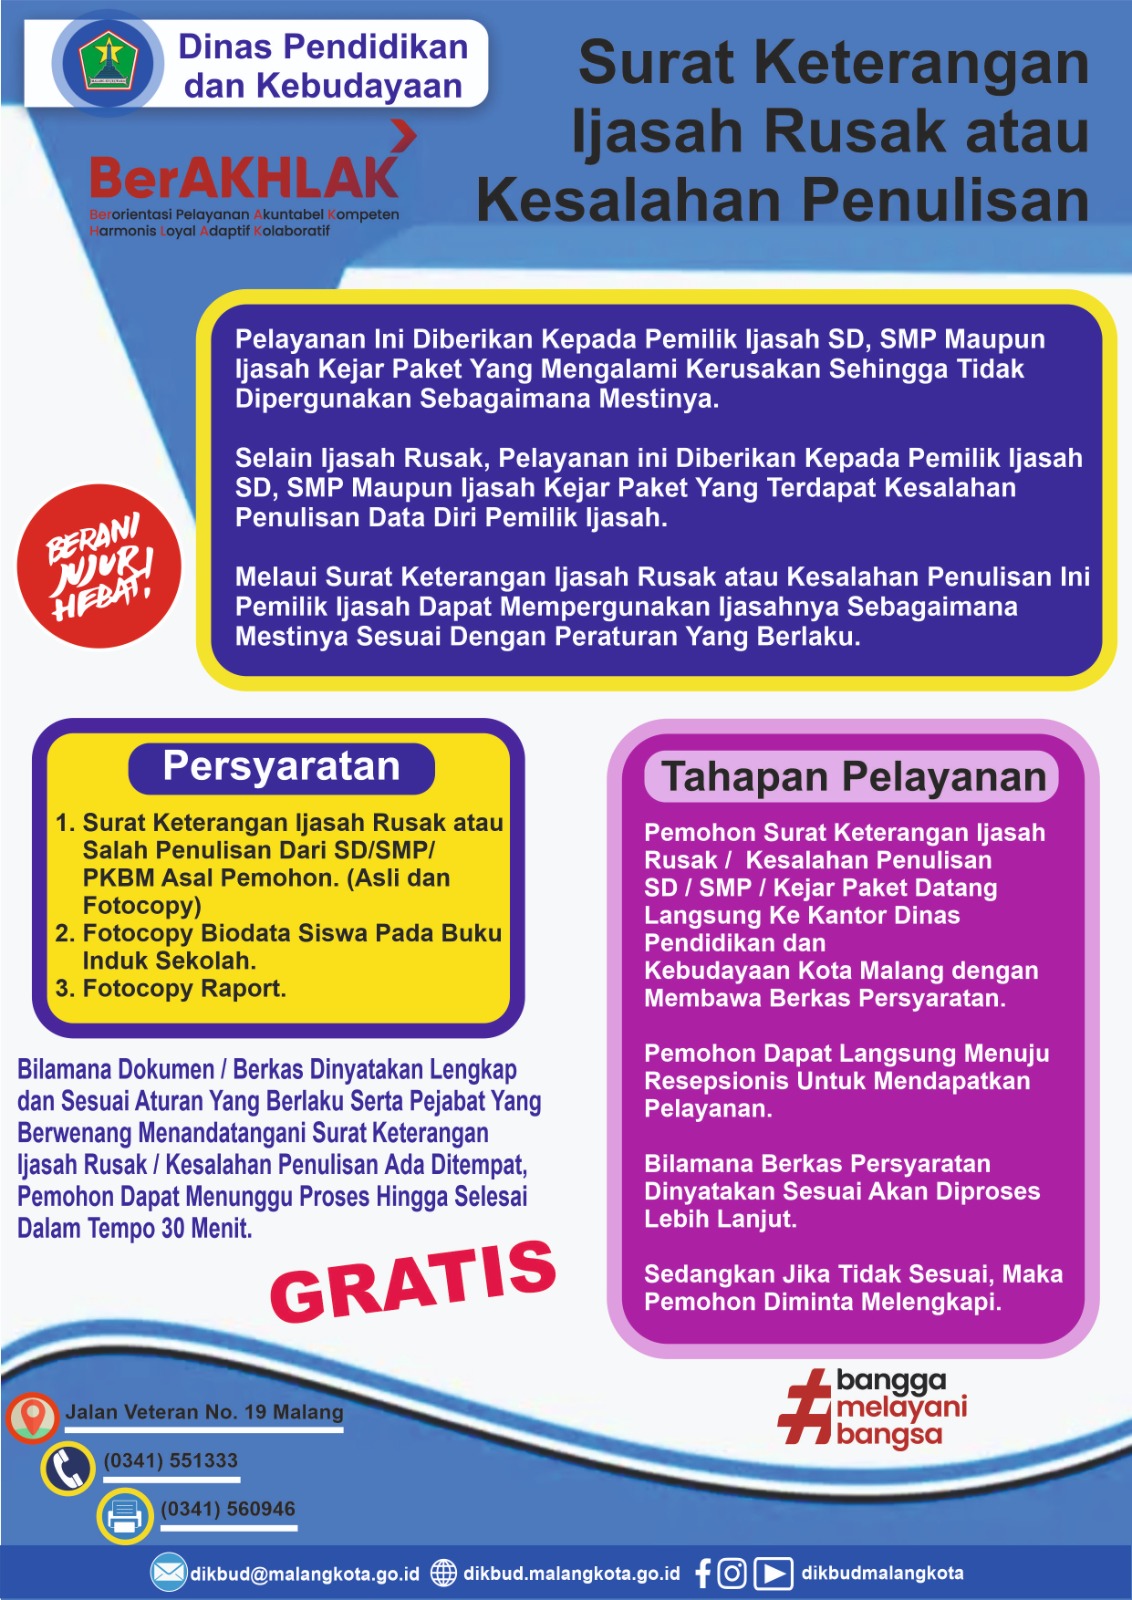 Dinas Pendidikan
dan Kebudayaan
Surat Keterangan
Ijasah Rusak atau
Kesalahan Penulisan
BerAKHLAK
Berorientasi Pelayanan Akuntabel Kompeten
Harmonis Loyal Adaptif Kolaboratif
Pelayanan Ini Diberikan Kepada Pemilik Ijasah SD, SMP Maupun
Ijasah Kejar Paket Yang Mengalami Kerusakan Sehingga Tidak
Dipergunakan Sebagaimana Mestinya.
Selain Ijasah Rusak, Pelayanan ini Diberikan Kepada Pemilik Ijasah
SD, SMP Maupun Ijasah Kejar Paket Yang Terdapat Kesalahan
Penulisan Data Diri Pemilik Ijasah.
Melaui Surat Keterangan Ijasah Rusak atau Kesalahan Penulisan Ini
Pemilik Ijasah Dapat Mempergunakan Ijasahnya Sebagaimana
Mestinya Sesuai Dengan Peraturan Yang Berlaku.
BERANI
JUJUR!
HEBAT!
Persyaratan
1. Surat Keterangan Ijasah Rusak atau
Salah Penulisan Dari SD/SMP/
PKBM Asal Pemohon. (Asli dan
Fotocopy)
2. Fotocopy Biodata Siswa Pada Buku
Induk Sekolah.
3. Fotocopy Raport.
Bilamana Dokumen / Berkas Dinyatakan Lengkap
dan Sesuai Aturan Yang Berlaku Serta Pejabat Yang
Berwenang Menandatangani Surat Keterangan
Ijasah Rusak / Kesalahan Penulisan Ada Ditempat,
Pemohon Dapat Menunggu Proses Hingga Selesai
Dalam Tempo 30 Menit.
GRATIS
Tahapan Pelayanan
Pemohon Surat Keterangan Ijasah
Rusak /  Kesalahan Penulisan
SD / SMP / Kejar Paket Datang
Langsung Ke Kantor Dinas
Pendidikan dan
Kebudayaan Kota Malang dengan
Membawa Berkas Persyaratan.
Pemohon Dapat Langsung Menuju
Resepsionis Untuk Mendapatkan
Pelayanan.
Bilamana Berkas Persyaratan
Dinyatakan Sesuai Akan Diproses
Lebih Lanjut.
Sedangkan Jika Tidak Sesuai, Maka
Pemohon Diminta Melengkapi.
#bangga
melayani
bangsa
Jalan Veteran No. 19 Malang
(0341) 551333
(0341) 560946
dikbud@malangkota.go.id dikbud.malangkota.go.id dikbudmalangkota